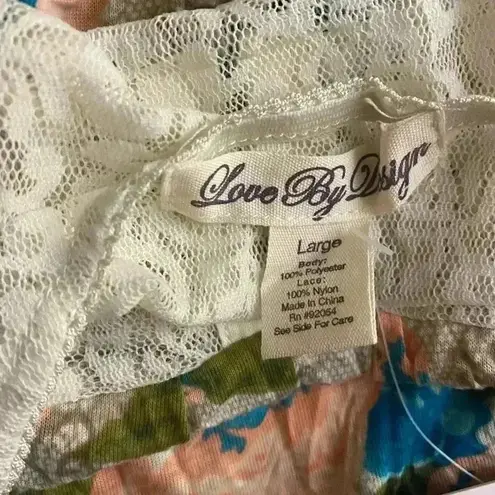 Love By Design
Large
Body:
100% Polyester
Lace:
100% Nylon
Made In China
Rn #92054
See Side For Care